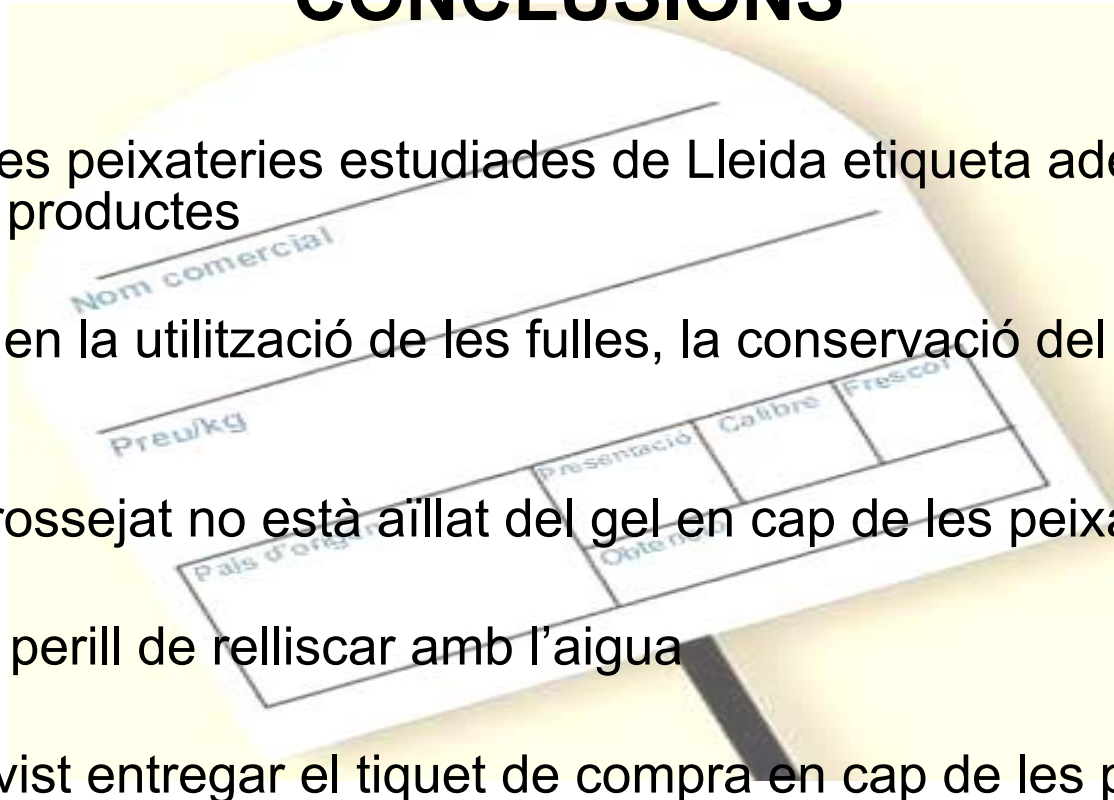 CONCLUSIONS
es peixateries estudiades de Lleida etiqueta ade
productes
Nom comercial
en la utilització de les fulles, la conservació del
Preu/kg
Presentació Calibre Frescor
rossejat no està aïllat del gel en cap de les peixa
País d'origen
Obtenció
perill de relliscar amb l’aigua
vist entregar el tiquet de compra en cap de les p